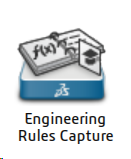 f(x)
Engineering
Rules Capture